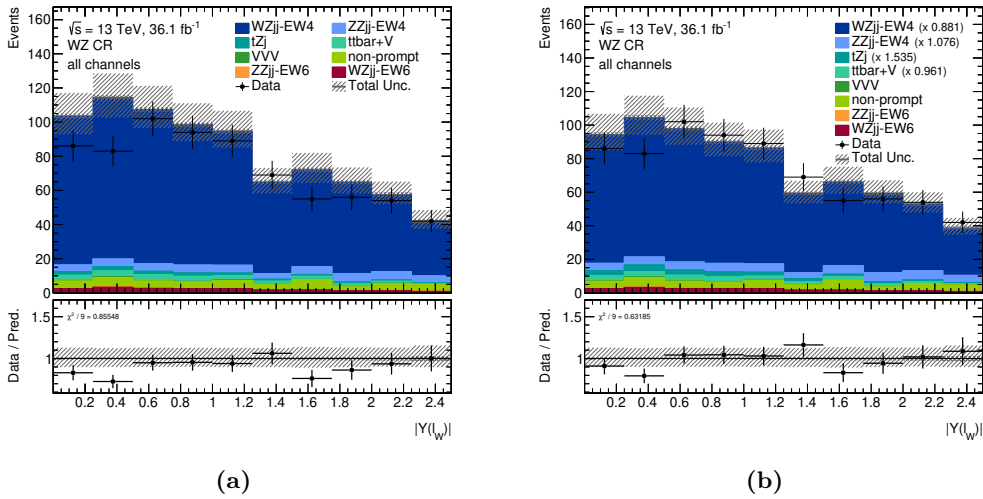 Events
160
140
120
100
80
60
40
20
0
√s = 13 TeV, 36.1 fb⁻¹
WZ CR
all channels
WZjj-EW4 ZZjj-EW4
tZj ttbar+V
VVV non-prompt
ZZjj-EW6 WZjj-EW6
Data Total Unc.
Data / Pred.
1.5
1
0.5
χ² / 9 = 0.85548
0.2 0.4 0.6 0.8 1 1.2 1.4 1.6 1.8 2 2.2 2.4
|Y(l_W)|
(a)
Events
160
140
120
100
80
60
40
20
0
√s = 13 TeV, 36.1 fb⁻¹
WZ CR
all channels
WZjj-EW4 (x 0.881)
ZZjj-EW4 (x 1.076)
tZj (x 1.535)
ttbar+V (x 0.961)
VVV
non-prompt
ZZjj-EW6
WZjj-EW6
Data
Total Unc.
Data / Pred.
1.5
1
0.5
χ² / 9 = 0.63185
0.2 0.4 0.6 0.8 1 1.2 1.4 1.6 1.8 2 2.2 2.4
|Y(l_W)|
(b)